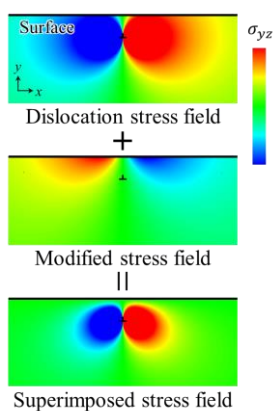 Surface
σyz
y
x
Dislocation stress field
+
Modified stress field
=
Superimposed stress field